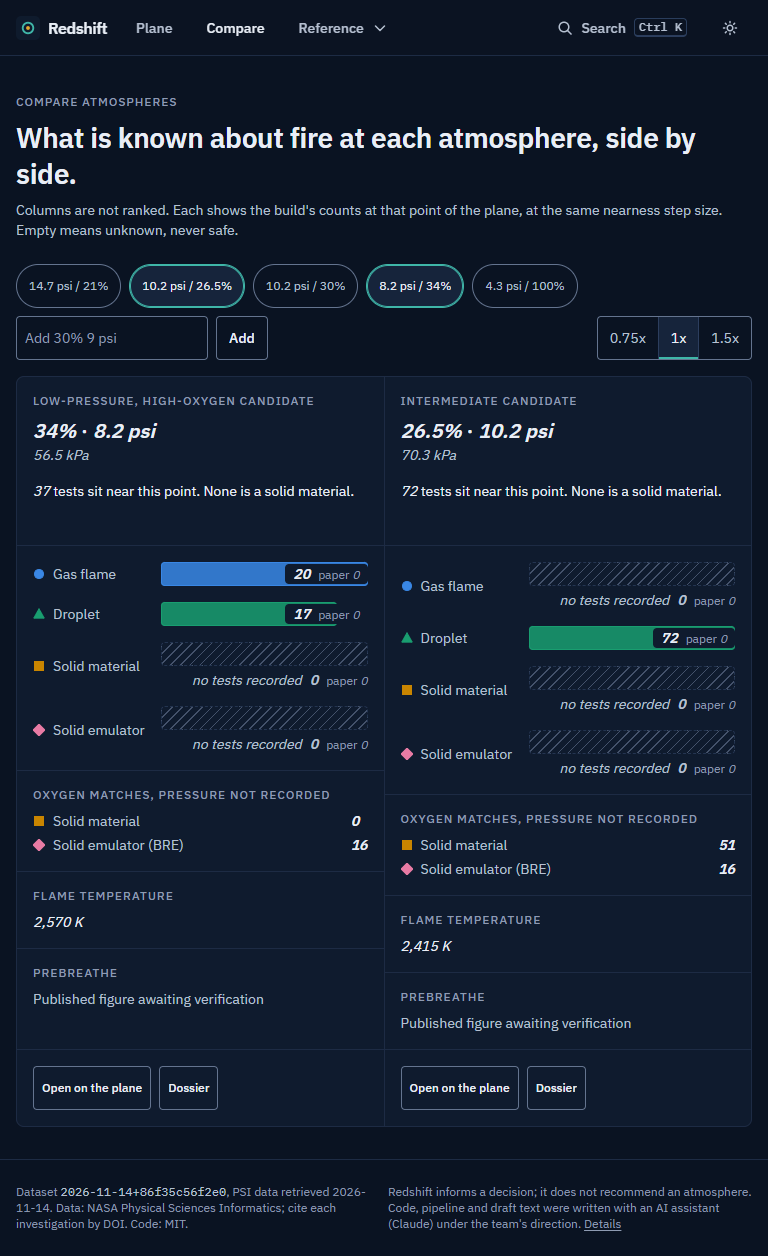 Redshift
Plane
Compare
Reference
Search
Ctrl K
COMPARE ATMOSPHERES
What is known about fire at each atmosphere, side by
side.
Columns are not ranked. Each shows the build's counts at that point of the plane, at the same nearness step size.
Empty means unknown, never safe.
14.7 psi / 21%
10.2 psi / 26.5%
10.2 psi / 30%
8.2 psi / 34%
4.3 psi / 100%
Add 30% 9 psi
Add
0.75x
1x
1.5x
LOW-PRESSURE, HIGH-OXYGEN CANDIDATE
34% · 8.2 psi
56.5 kPa
37 tests sit near this point. None is a solid material.
Gas flame
20 paper 0
Droplet
17 paper 0
Solid material
no tests recorded 0 paper 0
Solid emulator
no tests recorded 0 paper 0
OXYGEN MATCHES, PRESSURE NOT RECORDED
Solid material 0
Solid emulator (BRE) 16
FLAME TEMPERATURE
2,570 K
PREBREATHE
Published figure awaiting verification
Open on the plane
Dossier
INTERMEDIATE CANDIDATE
26.5% · 10.2 psi
70.3 kPa
72 tests sit near this point. None is a solid material.
Gas flame
no tests recorded 0 paper 0
Droplet
72 paper 0
Solid material
no tests recorded 0 paper 0
Solid emulator
no tests recorded 0 paper 0
OXYGEN MATCHES, PRESSURE NOT RECORDED
Solid material 51
Solid emulator (BRE) 16
FLAME TEMPERATURE
2,415 K
PREBREATHE
Published figure awaiting verification
Open on the plane
Dossier
Dataset 2026-11-14+86f35c56f2e0, PSI data retrieved 2026-
11-14. Data: NASA Physical Sciences Informatics; cite each
investigation by DOI. Code: MIT.
Redshift informs a decision; it does not recommend an atmosphere.
Code, pipeline and draft text were written with an AI assistant
(Claude) under the team's direction. Details